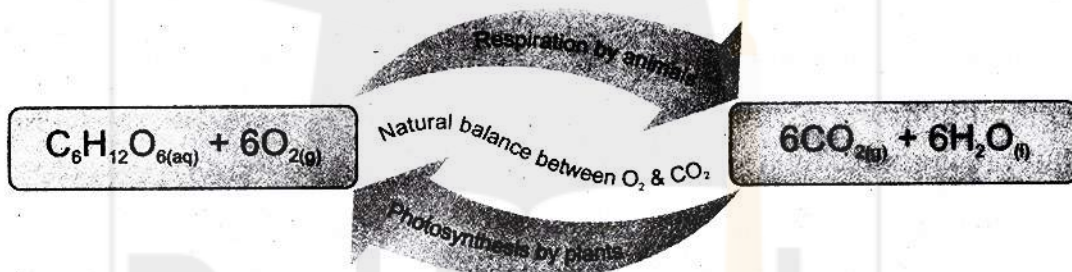 Respiration by animals
C₆H₁₂O₆(aq) + 6O₂(g)
Natural balance between O₂ & CO₂
6CO₂(g) + 6H₂O(l)
Photosynthesis by plants